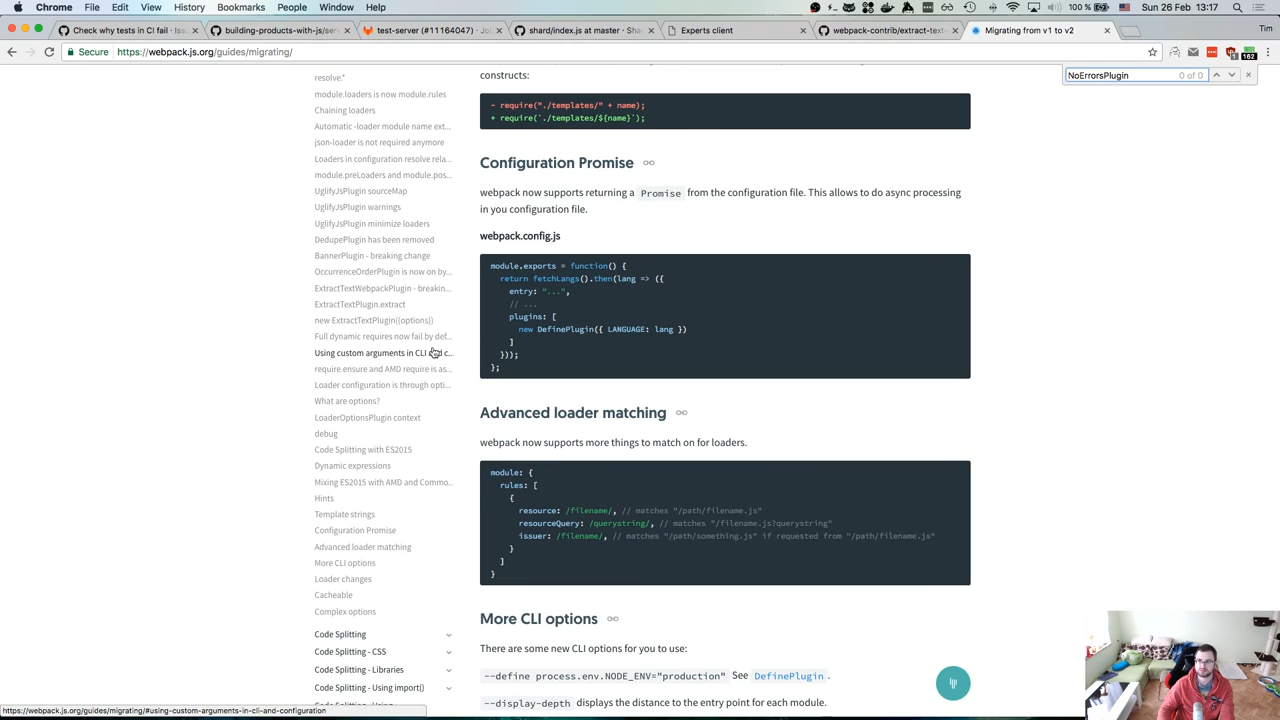 Chrome File Edit View History Bookmarks People Window Help
100 % Sun 26 Feb 13:17
Check why tests in CI fail · Iss
building-products-with-js/serv
test-server (#11164047) · Jo
shard/index.js at master · Sha
Experts client
webpack-contrib/extract-text-
Migrating from v1 to v2
Tim
Secure https://webpack.js.org/guides/migrating/
162
NoErrorsPlugin 0 of 0
resolve.*
module.loaders is now module.rules
Chaining loaders
Automatic -loader module name ext...
json-loader is not required anymore
Loaders in configuration resolve rela...
module.preLoaders and module.pos...
UglifyJsPlugin sourceMap
UglifyJsPlugin warnings
UglifyJsPlugin minimize loaders
DedupePlugin has been removed
BannerPlugin - breaking change
OccurrenceOrderPlugin is now on by...
ExtractTextWebpackPlugin - breakin...
ExtractTextPlugin.extract
new ExtractTextPlugin({options})
Full dynamic requires now fail by def...
Using custom arguments in CLI and c...
require.ensure and AMD require is as...
Loader configuration is through opti...
What are options?
LoaderOptionsPlugin context
debug
Code Splitting with ES2015
Dynamic expressions
Mixing ES2015 with AMD and Commo...
Hints
Template strings
Configuration Promise
Advanced loader matching
More CLI options
Loader changes
Cacheable
Complex options
Code Splitting
Code Splitting - CSS
Code Splitting - Libraries
Code Splitting - Using import()
constructs:
- require("./templates/" + name);
+ require(`./templates/${name}`);
Configuration Promise
webpack now supports returning a Promise from the configuration file. This allows to do async processing
in you configuration file.
webpack.config.js
module.exports = function() {
return fetchLangs().then(lang => ({
entry: "...",
// ...
plugins: [
new DefinePlugin({ LANGUAGE: lang })
]
}));
};
Advanced loader matching
webpack now supports more things to match on for loaders.
module: {
rules: [
{
resource: /filename/, // matches "/path/filename.js"
resourceQuery: /querystring/, // matches "/filename.js?querystring"
issuer: /filename/, // matches "/path/something.js" if requested from "/path/filename.js"
}
]
}
More CLI options
There are some new CLI options for you to use:
--define process.env.NODE_ENV="production" See DefinePlugin.
--display-depth displays the distance to the entry point for each module.
https://webpack.js.org/guides/migrating/#using-custom-arguments-in-cli-and-configuration